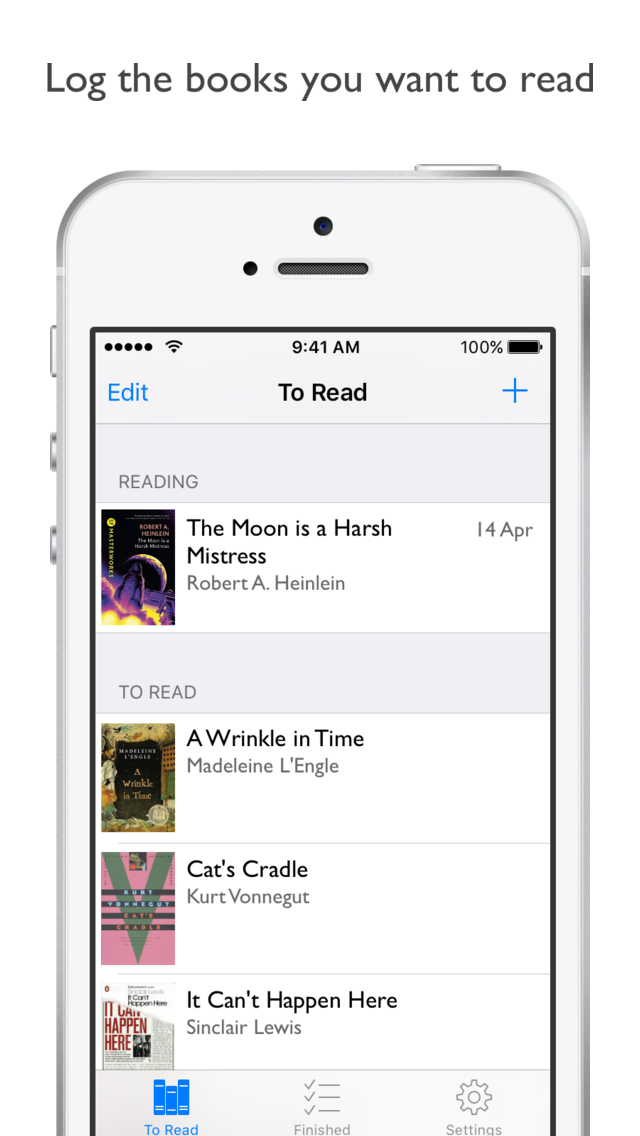 Log the books you want to read
9:41 AM
100%
Edit
To Read
READING
MASTERWORKS
ROBERT A.
HEINLEIN
The Moon is a
Harsh Mistress
The Moon is a Harsh
Mistress
14 Apr
Robert A. Heinlein
TO READ
MADELEINE
L'ENGLE
A
Wrinkle
in Time
A Wrinkle in Time
Madeleine L'Engle
KURT
VONNEGUT
CAT'S
CRADLE
Cat's Cradle
Kurt Vonnegut
Sinclair Lewis
It Can't
Happen Here
IT CAN'T
HAPPEN
HERE
It Can't Happen Here
Sinclair Lewis
To Read
Finished
Settings